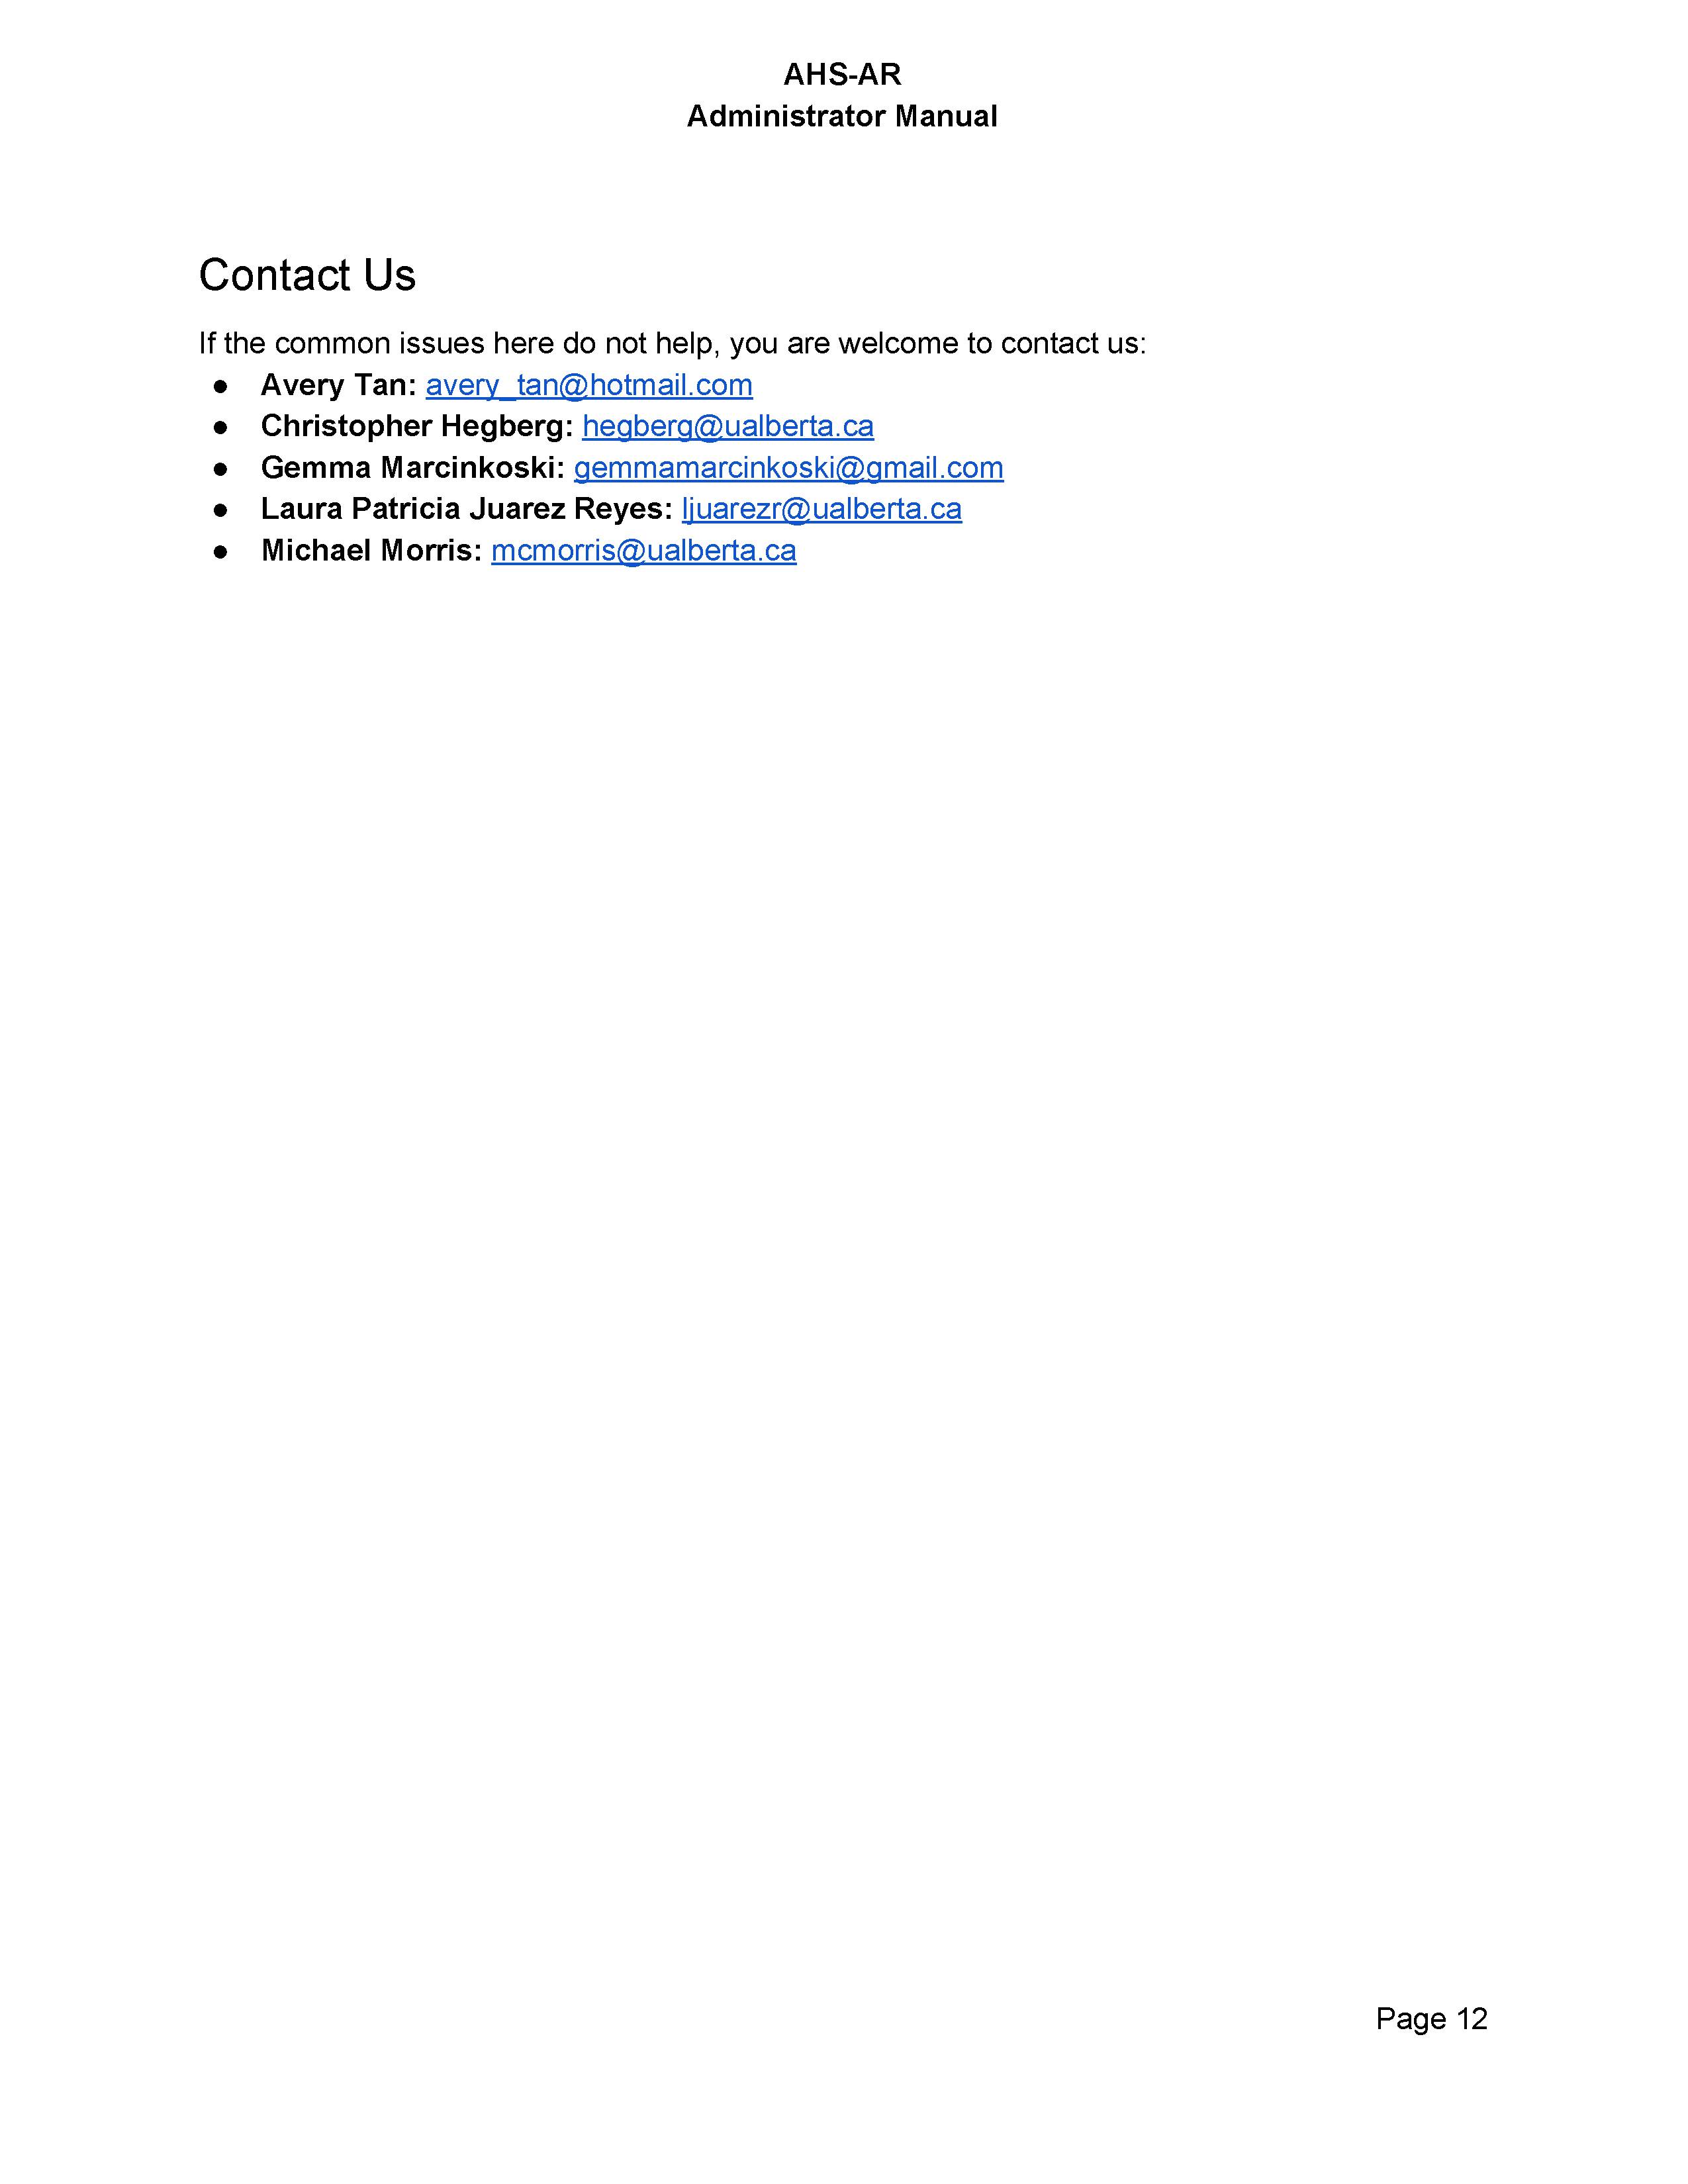 AHS-AR
Administrator Manual
Contact Us
If the common issues here do not help, you are welcome to contact us:
● Avery Tan: avery_tan@hotmail.com
● Christopher Hegberg: hegberg@ualberta.ca
● Gemma Marcinkoski: gemmamarcinkoski@gmail.com
● Laura Patricia Juarez Reyes: ljuarezr@ualberta.ca
● Michael Morris: mcmorris@ualberta.ca
Page 12